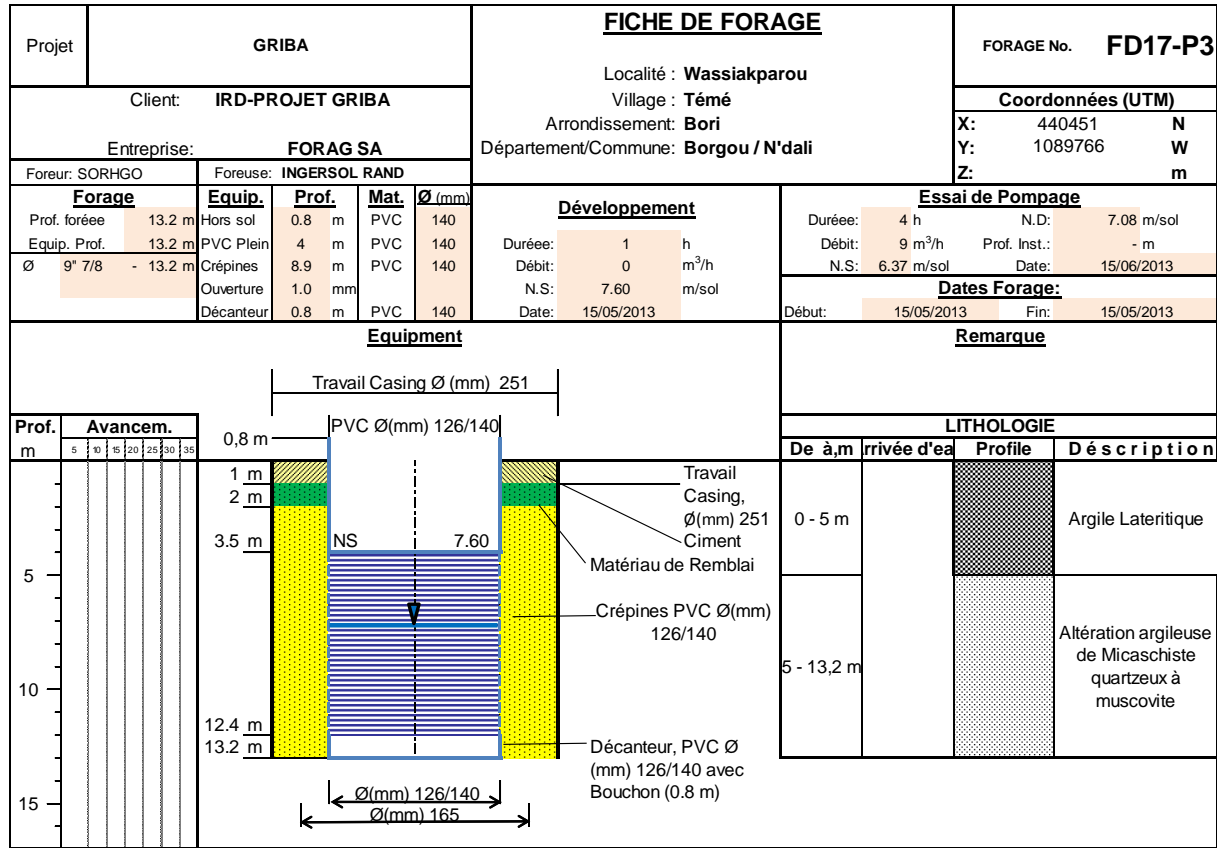 Projet GRIBA
FICHE DE FORAGE
FORAGE No. FD17-P3
Localité : Wassiakparou
Client: IRD-PROJET GRIBA
Village : Témé
Coordonnées (UTM)
Arrondissement: Bori
X: 440451 N
Entreprise: FORAG SA
Département/Commune: Borgou / N'dali
Y: 1089766 W
Foreur: SORHGO
Foreuse: INGERSOL RAND
Z: m
Forage
Prof. foréee 13.2 m
Equip. Prof. 13.2 m
Ø 9" 7/8 - 13.2 m
Equip. Prof. Mat. Ø (mm)
Hors sol 0.8 m PVC 140
PVC Plein 4 m PVC 140
Crépines 8.9 m PVC 140
Ouverture 1.0 mm
Décanteur 0.8 m PVC 140
Développement
Duréee: 1 h
Débit: 0 m³/h
N.S: 7.60 m/sol
Date: 15/05/2013
Essai de Pompage
Duréee: 4 h N.D: 7.08 m/sol
Débit: 9 m³/h Prof. Inst.: - m
N.S: 6.37 m/sol Date: 15/06/2013
Dates Forage:
Début: 15/05/2013 Fin: 15/05/2013
Equipment
Remarque
Travail Casing Ø (mm) 251
Prof.
m
Avancem.
5 10 15 20 25 30 35
0,8 m
PVC Ø(mm) 126/140
1 m
2 m
3.5 m
NS 7.60
5
10
12.4 m
13.2 m
15
Travail
Casing,
Ø(mm) 251
Ciment
Matériau de Remblai
Crépines PVC Ø(mm)
126/140
Décanteur, PVC Ø
(mm) 126/140 avec
Bouchon (0.8 m)
Ø(mm) 126/140
Ø(mm) 165
LITHOLOGIE
De à,m rrivée d'ea Profile Déscription
0 - 5 m Argile Lateritique
5 - 13,2 m
Altération argileuse
de Micaschiste
quartzeux à
muscovite